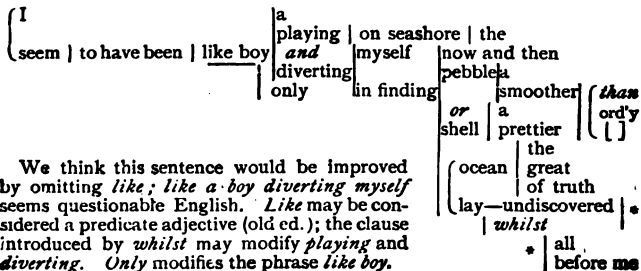 I
a
playing | on seashore | the
seem | to have been | like boy and myself now and then
diverting pebble a
only in finding smoother than
or a ord'y
shell prettier [ ]
the
ocean great
of truth
lay—undiscovered *
whilst
* all
before me
We think this sentence would be improved
by omitting like; like a boy diverting myself
seems questionable English. Like may be con-
sidered a predicate adjective (old ed.); the clause
introduced by whilst may modify playing and
diverting. Only modifies the phrase like boy.